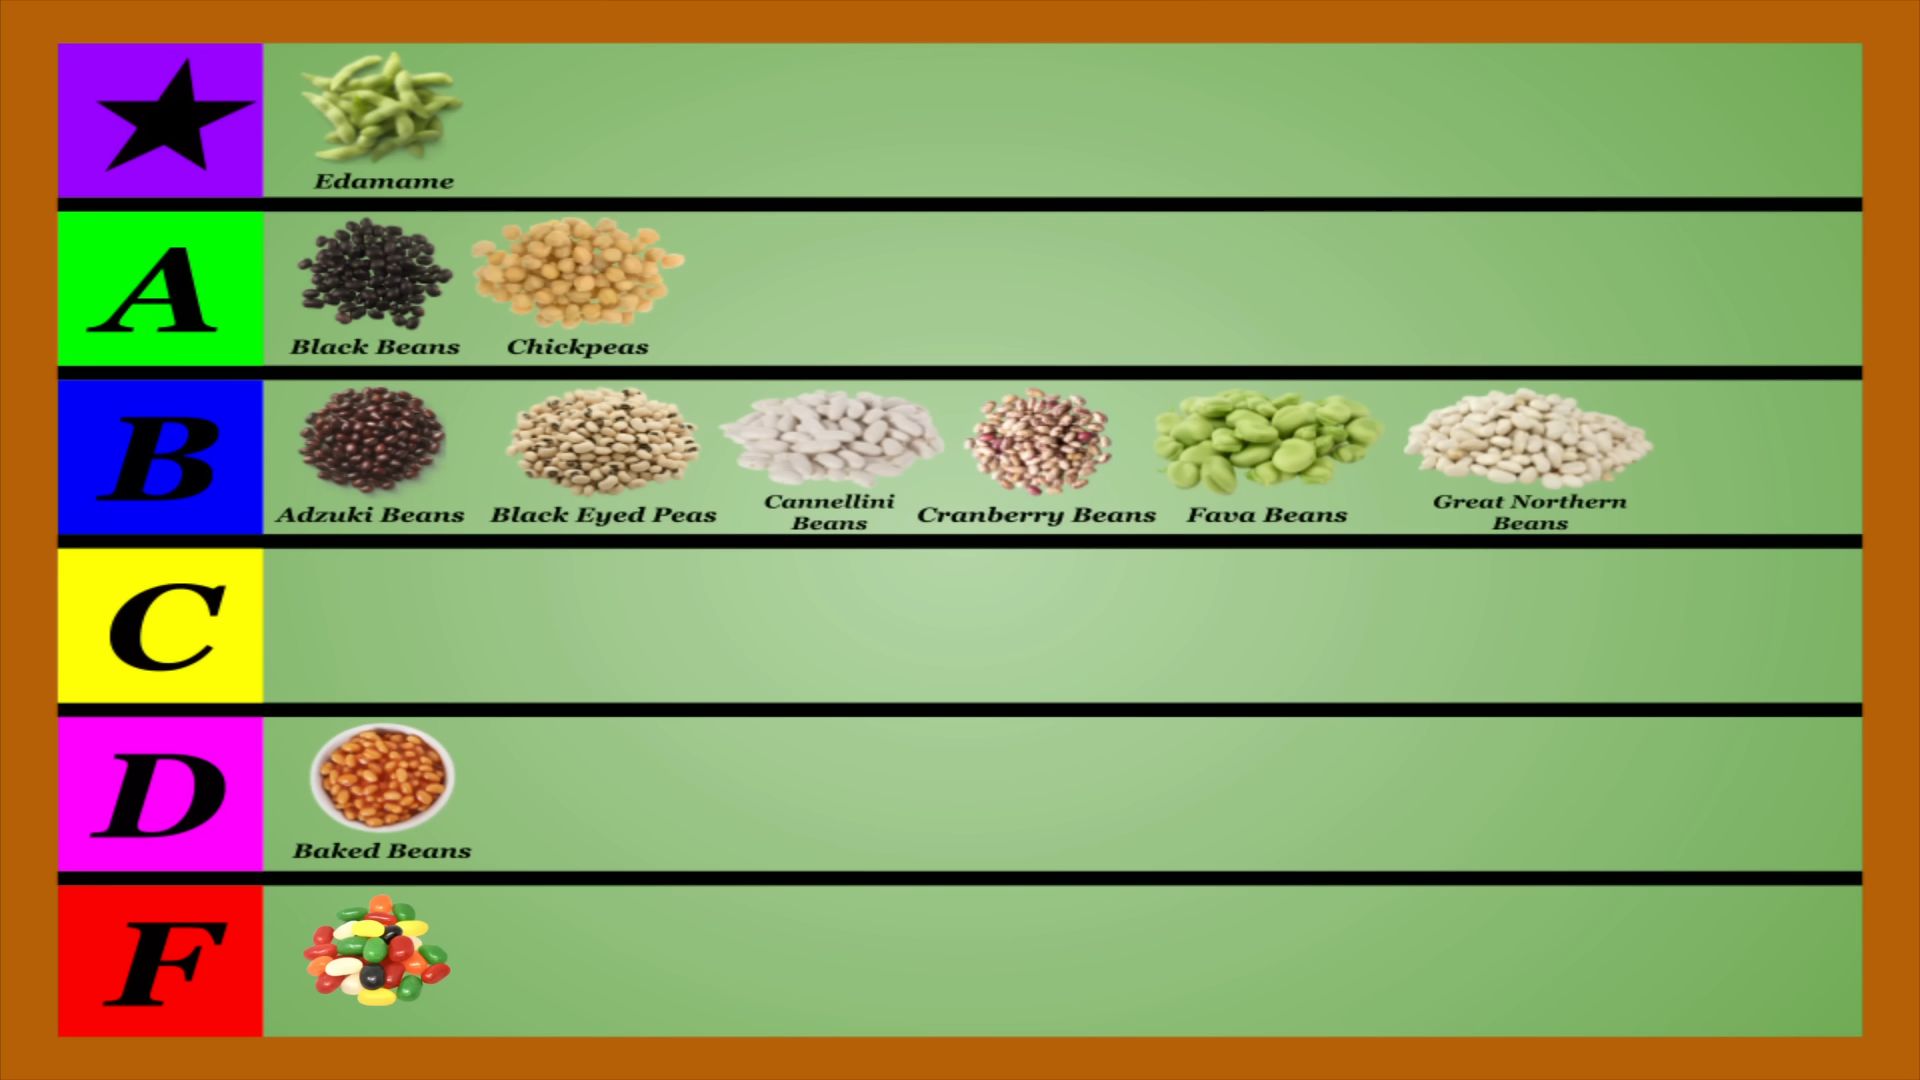 Edamame
A
Black Beans
Chickpeas
B
Adzuki Beans
Black Eyed Peas
Cannellini
Beans
Cranberry Beans
Fava Beans
Great Northern
Beans
C
D
Baked Beans
F